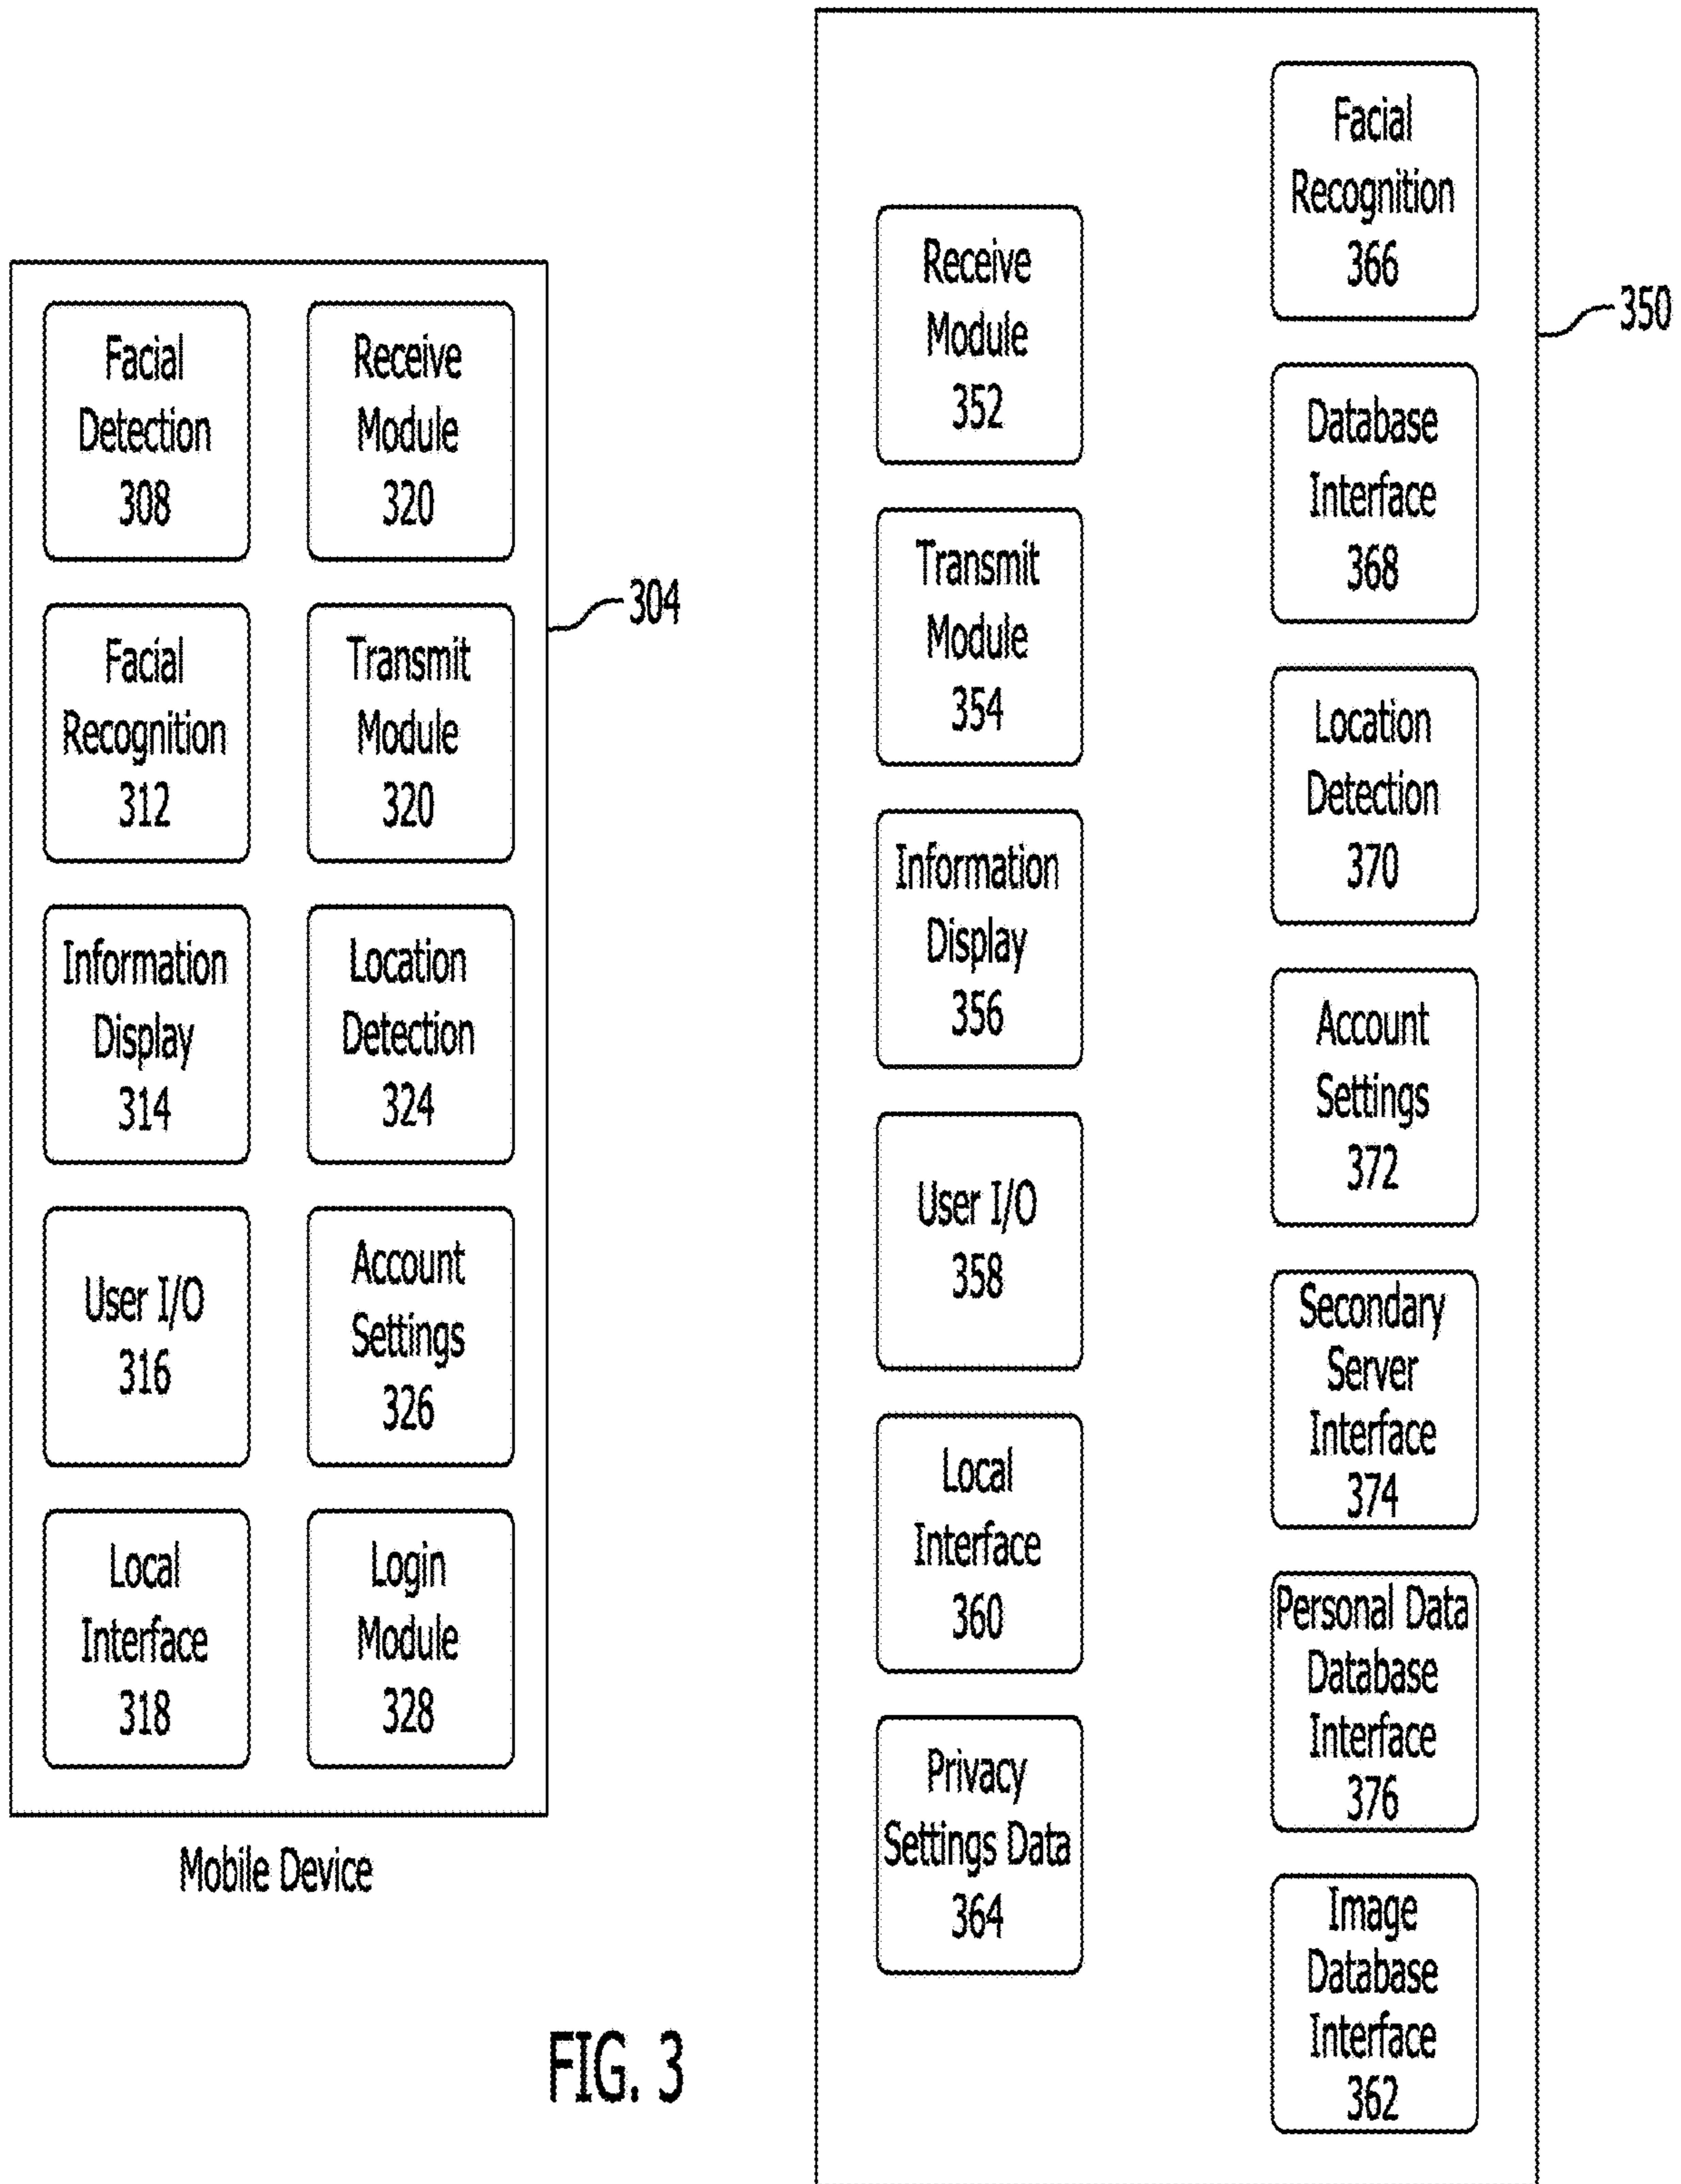 Facial
Detection
308
Receive
Module
320
304
Facial
Recognition
312
Transmit
Module
320
Information
Display
314
Location
Detection
324
User I/O
316
Account
Settings
326
Local
Interface
318
Login
Module
328
Mobile Device
Receive
Module
352
Transmit
Module
354
Information
Display
356
User I/O
358
Local
Interface
360
Privacy
Settings Data
364
Facial
Recognition
366
350
Database
Interface
368
Location
Detection
370
Account
Settings
372
Secondary
Server
Interface
374
Personal Data
Database
Interface
376
Image
Database
Interface
362
FIG. 3